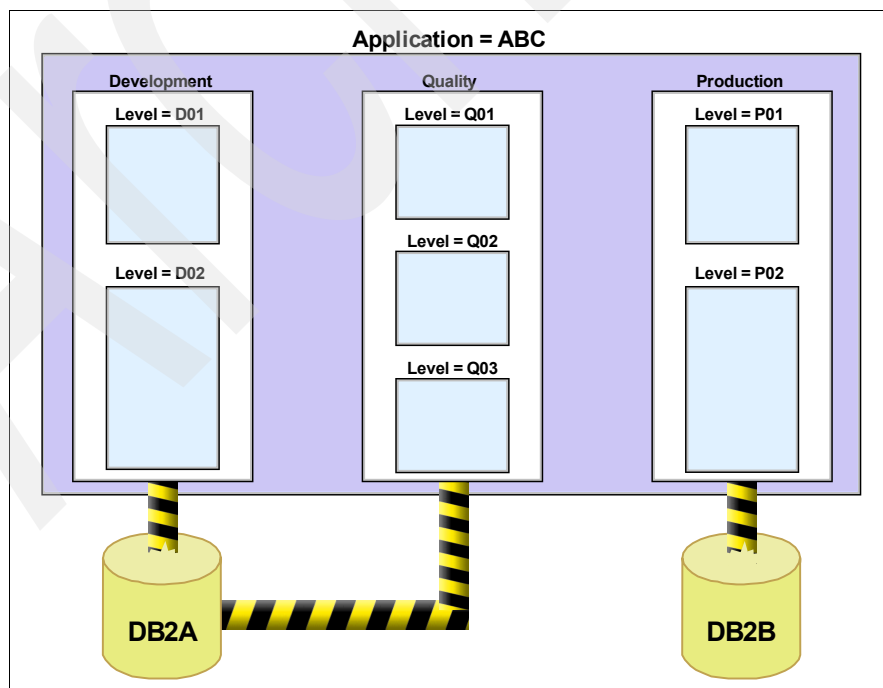 Application = ABC
Development
Quality
Production
Level = D01
Level = Q01
Level = P01
Level = Q02
Level = D02
Level = P02
Level = Q03
DB2A
DB2B